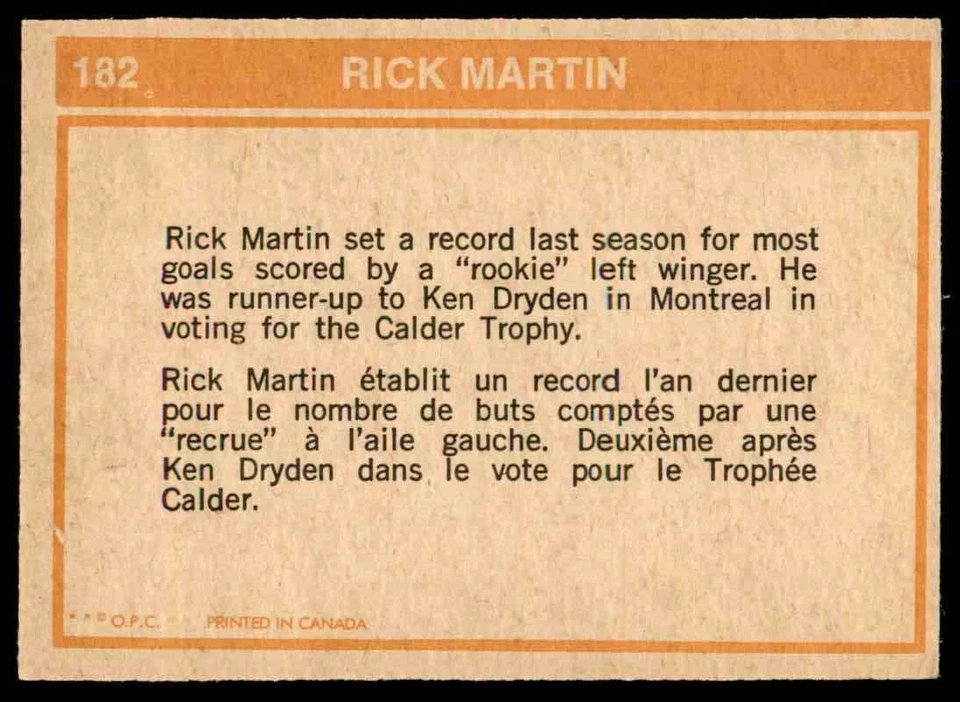 182 RICK MARTIN
Rick Martin set a record last season for most
goals scored by a “rookie” left winger. He
was runner-up to Ken Dryden in Montreal in
voting for the Calder Trophy.
Rick Martin établit un record l'an dernier
pour le nombre de buts comptés par une
“recrue” à l'aile gauche. Deuxième après
Ken Dryden dans le vote pour le Trophée
Calder.
* * © O.P.C. PRINTED IN CANADA